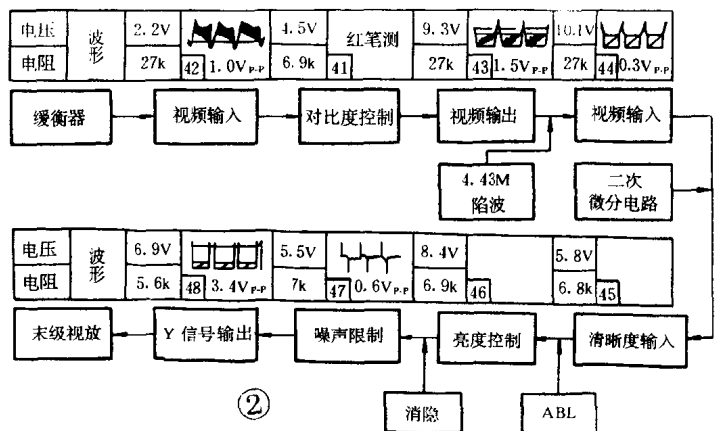 电压 波形 2.2V 4.5V 红笔测 9.3V 10.1V
电阻 27k 42 1.0VP-P 6.9k 41 27k 43 1.5VP-P 27k 44 0.3VP-P
缓衡器 视频输入 对比度控制 视频输出 视频输入
4.43M
陷波
二次
微分电路
电压 波形 6.9V 5.5V 8.4V 5.8V
电阻 5.6k 48 3.4VP-P 7k 47 0.6VP-P 6.9k 46 6.8k 45
末级视放 Y 信号输出 噪声限制 亮度控制 清晰度输入
②
消隐 ABL